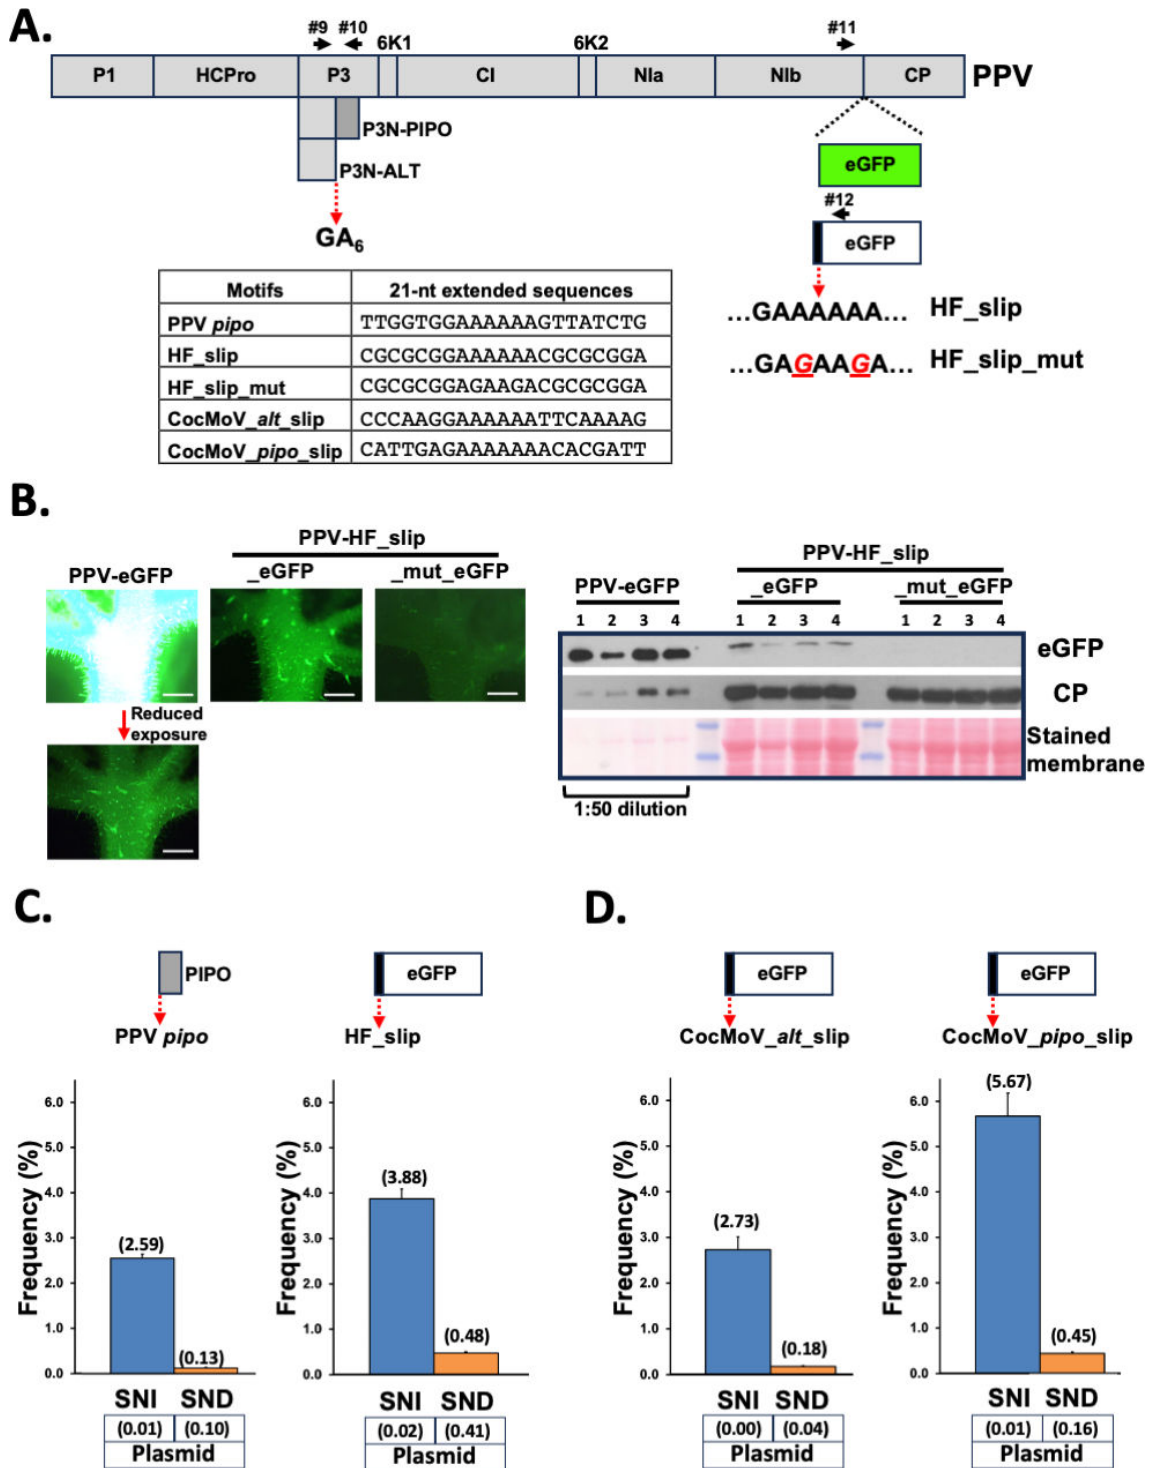 A.
#9 #10 #11
6K1 6K2
P1 HCPro P3 CI NIa NIb CP PPV
P3N-PIPO
P3N-ALT
GA6
eGFP
#12
eGFP
...GAAAAAA... HF_slip
...GAGAAGA... HF_slip_mut
Motifs 21-nt extended sequences
PPV pipo TTGGTGGAAAAAAGTTATCTG
HF_slip CGCGCGGAAAAAACGCGCGGA
HF_slip_mut CGCGCGGAGAAGACGCGCGGA
CocMoV_alt_slip CCCAAGGAAAAAATTCAAAAG
CocMoV_pipo_slip CATTGAGAAAAAAACACGATT
B.
PPV-HF_slip
PPV-eGFP _eGFP _mut_eGFP
Reduced
exposure
PPV-HF_slip
PPV-eGFP _eGFP _mut_eGFP
1 2 3 4 1 2 3 4 1 2 3 4
eGFP
CP
Stained
membrane
1:50 dilution
C.
PIPO
PPV pipo
Frequency (%)
6.0
5.0
4.0
3.0
2.0
1.0
0.0
(2.59)
(0.13)
SNI SND
(0.01) (0.10)
Plasmid
eGFP
HF_slip
Frequency (%)
6.0
5.0
4.0
3.0
2.0
1.0
0.0
(3.88)
(0.48)
SNI SND
(0.02) (0.41)
Plasmid
D.
eGFP
CocMoV_alt_slip
Frequency (%)
6.0
5.0
4.0
3.0
2.0
1.0
0.0
(2.73)
(0.18)
SNI SND
(0.00) (0.04)
Plasmid
eGFP
CocMoV_pipo_slip
Frequency (%)
6.0
5.0
4.0
3.0
2.0
1.0
0.0
(5.67)
(0.45)
SNI SND
(0.01) (0.16)
Plasmid